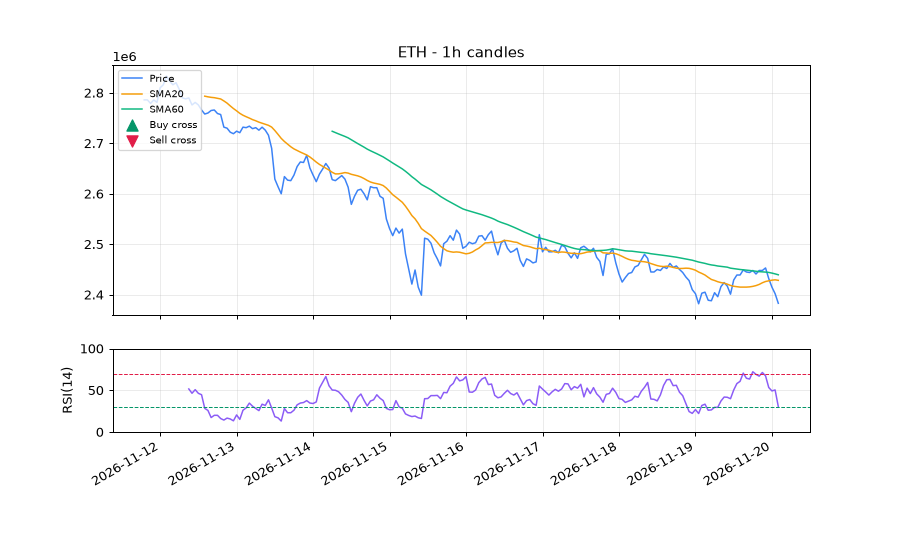 ETH - 1h candles
1e6
Price
SMA20
SMA60
Buy cross
Sell cross
2.8
2.7
2.6
2.5
2.4
100
50
0
RSI(14)
2026-11-12
2026-11-13
2026-11-14
2026-11-15
2026-11-16
2026-11-17
2026-11-18
2026-11-19
2026-11-20